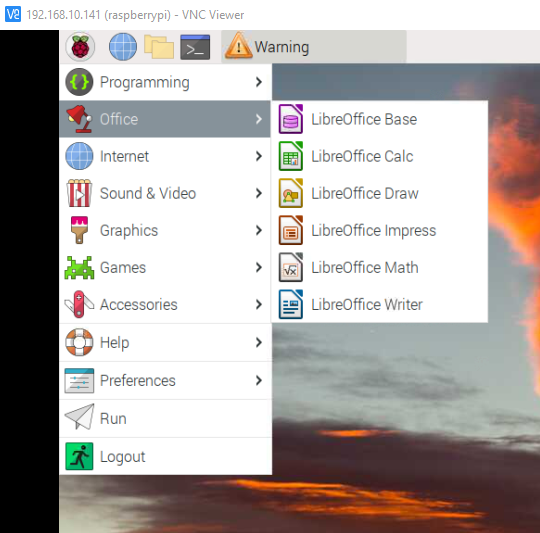 192.168.10.141 (raspberrypi) - VNC Viewer
Warning
Programming
Office
LibreOffice Base
Internet
LibreOffice Calc
Sound & Video
LibreOffice Draw
Graphics
LibreOffice Impress
Games
LibreOffice Math
Accessories
LibreOffice Writer
Help
Preferences
Run
Logout